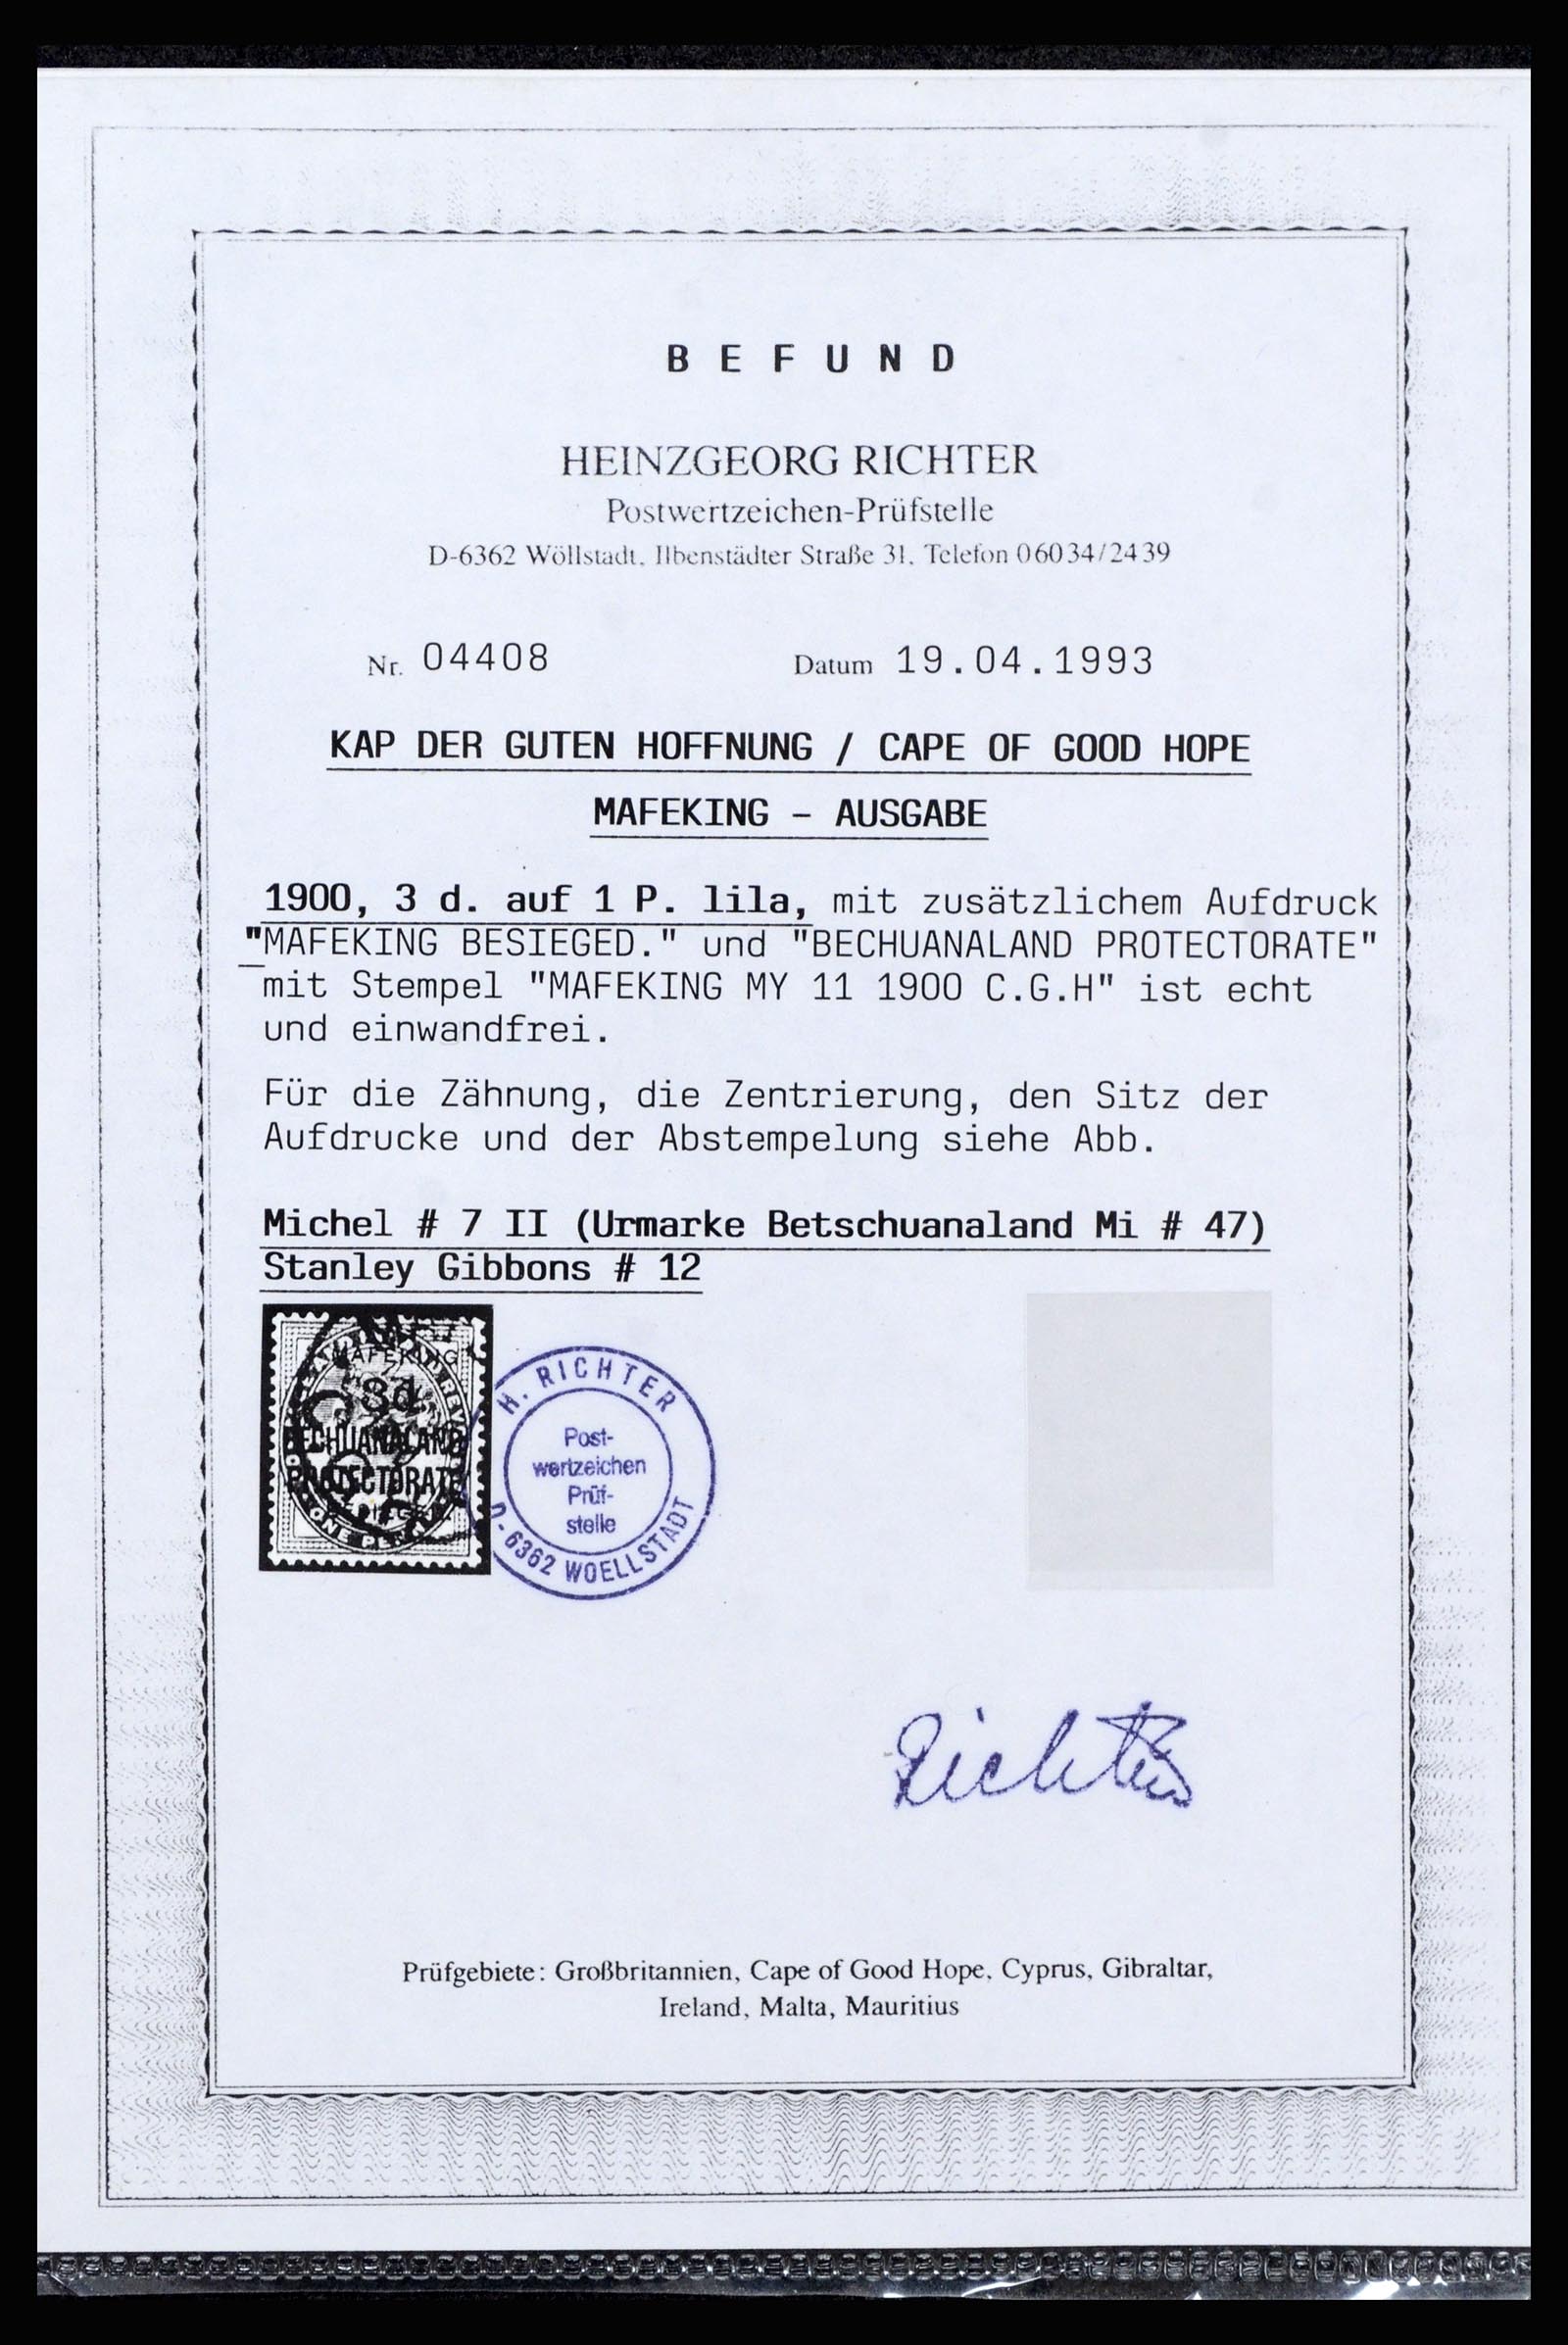 BEFUND
HEINZGEORG RICHTER
Postwertzeichen-Prüfstelle
D-6362 Wöllstadt, Ilbenstädter Straße 31, Telefon 06034/2439
Nr. 04408 Datum 19.04.1993
KAP DER GUTEN HOFFNUNG / CAPE OF GOOD HOPE
MAFEKING - AUSGABE
1900, 3 d. auf 1 P. lila, mit zusätzlichem Aufdruck
"MAFEKING BESIEGED." und "BECHUANALAND PROTECTORATE"
mit Stempel "MAFEKING MY 11 1900 C.G.H" ist echt
und einwandfrei.
Für die Zähnung, die Zentrierung, den Sitz der
Aufdrucke und der Abstempelung siehe Abb.
Michel # 7 II (Urmarke Betschuanaland Mi # 47)
Stanley Gibbons # 12
MAFEKING
3d.
BECHUANALAND
PROTECTORATE
ONE PENNY
H. RICHTER
Post-
wertzeichen
Prüf-
stelle
D-6362 WOELLSTADT
Richter
Prüfgebiete: Großbritannien, Cape of Good Hope, Cyprus, Gibraltar,
Ireland, Malta, Mauritius